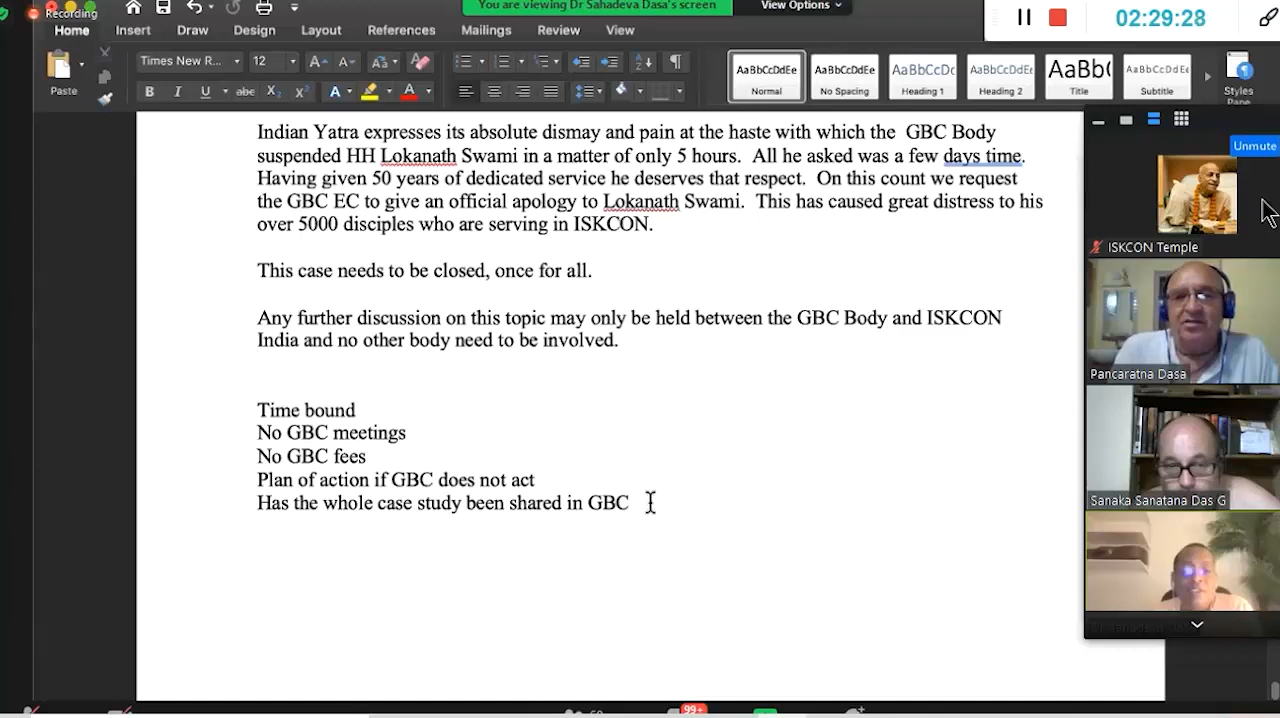 Recording
You are viewing Dr Sahadeva Dasa's screen
View Options
02:29:28
Home Insert Draw Design Layout References Mailings Review View
Paste
Times New R... 12
AaBbCcDdEe Normal
AaBbCcDdEe No Spacing
AaBbCcDc Heading 1
AaBbCcDdEe Heading 2
AaBb( Title
AaBbCcDdEe Subtitle
Styles
Pane
Indian Yatra expresses its absolute dismay and pain at the haste with which the GBC Body
suspended HH Lokanath Swami in a matter of only 5 hours. All he asked was a few days time.
Having given 50 years of dedicated service he deserves that respect. On this count we request
the GBC EC to give an official apology to Lokanath Swami. This has caused great distress to his
over 5000 disciples who are serving in ISKCON.
This case needs to be closed, once for all.
Any further discussion on this topic may only be held between the GBC Body and ISKCON
India and no other body need to be involved.
Time bound
No GBC meetings
No GBC fees
Plan of action if GBC does not act
Has the whole case study been shared in GBC
Unmute
ISKCON Temple
Pancaratna Dasa
Sanaka Sanatana Das G
99+